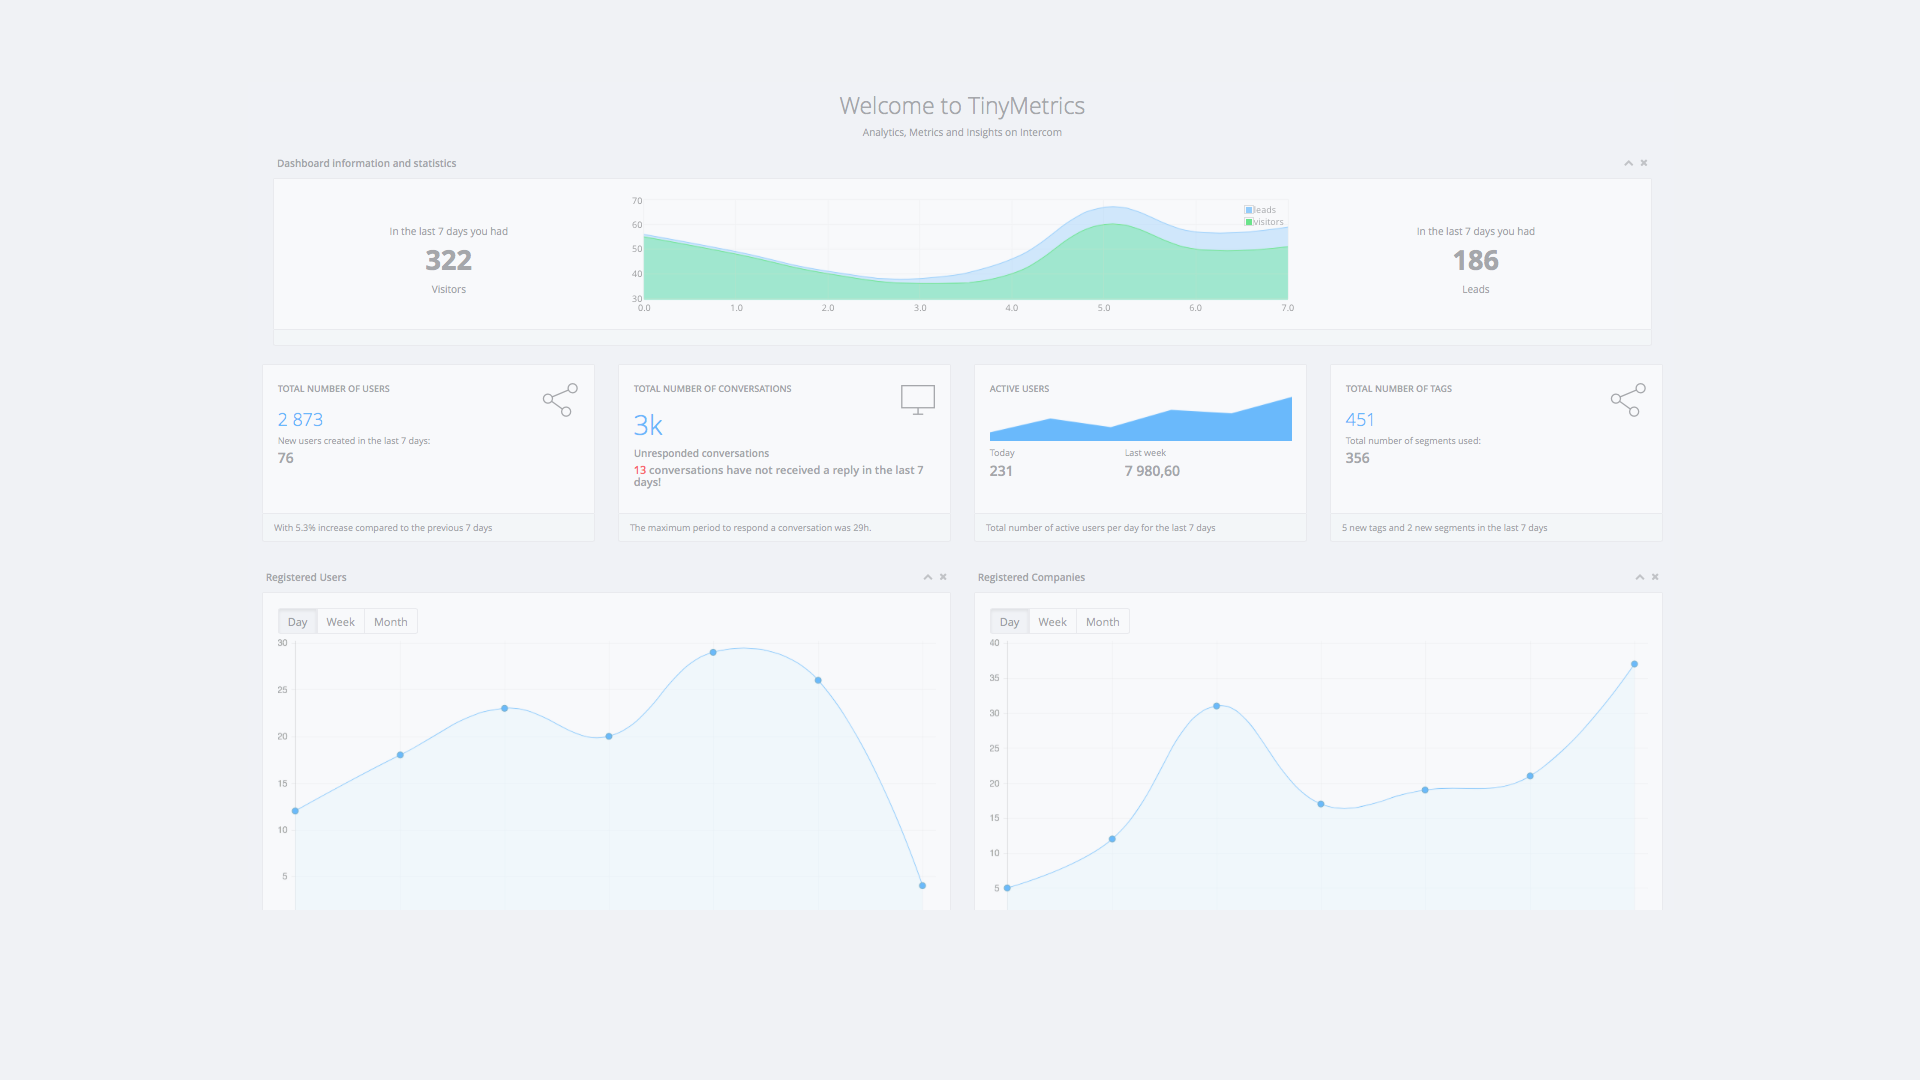 Welcome to TinyMetrics
Analytics, Metrics and Insights on Intercom
Dashboard information and statistics
In the last 7 days you had
322
Visitors
70
60
50
40
30
0.0 1.0 2.0 3.0 4.0 5.0 6.0 7.0
leads
visitors
In the last 7 days you had
186
Leads
TOTAL NUMBER OF USERS
2 873
New users created in the last 7 days:
76
With 5.3% increase compared to the previous 7 days
TOTAL NUMBER OF CONVERSATIONS
3k
Unresponded conversations
13 conversations have not received a reply in the last 7
days!
The maximum period to respond a conversation was 29h.
ACTIVE USERS
Today
231
Last week
7 980,60
Total number of active users per day for the last 7 days
TOTAL NUMBER OF TAGS
451
Total number of segments used:
356
5 new tags and 2 new segments in the last 7 days
Registered Users
Day Week Month
30
25
20
15
10
5
Registered Companies
Day Week Month
40
35
30
25
20
15
10
5